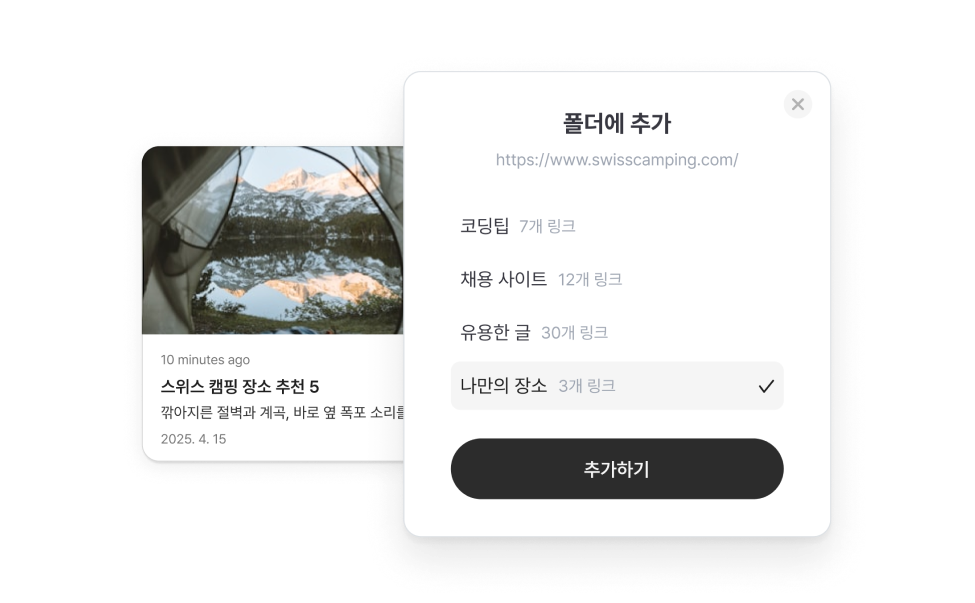 폴더에 추가
https://www.swisscamping.com/
코딩팁 7개 링크
채용 사이트 12개 링크
유용한 글 30개 링크
나만의 장소 3개 링크
추가하기
10 minutes ago
스위스 캠핑 장소 추천 5
깎아지른 절벽과 계곡, 바로 옆 폭포 소리를
2025. 4. 15